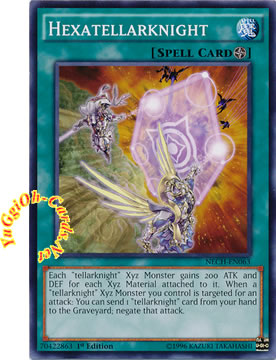 HEXATELLARKNIGHT
[SPELL CARD]
YuGiOh-Cards.Net
NECH-EN063
Each "tellarknight" Xyz Monster gains 200 ATK and
DEF for each Xyz Material attached to it. When a
"tellarknight" Xyz Monster you control is targeted for an
attack: You can send 1 "tellarknight" card from your hand
to the Graveyard; negate that attack.
70422863
1st Edition
©1996 KAZUKI TAKAHASHI